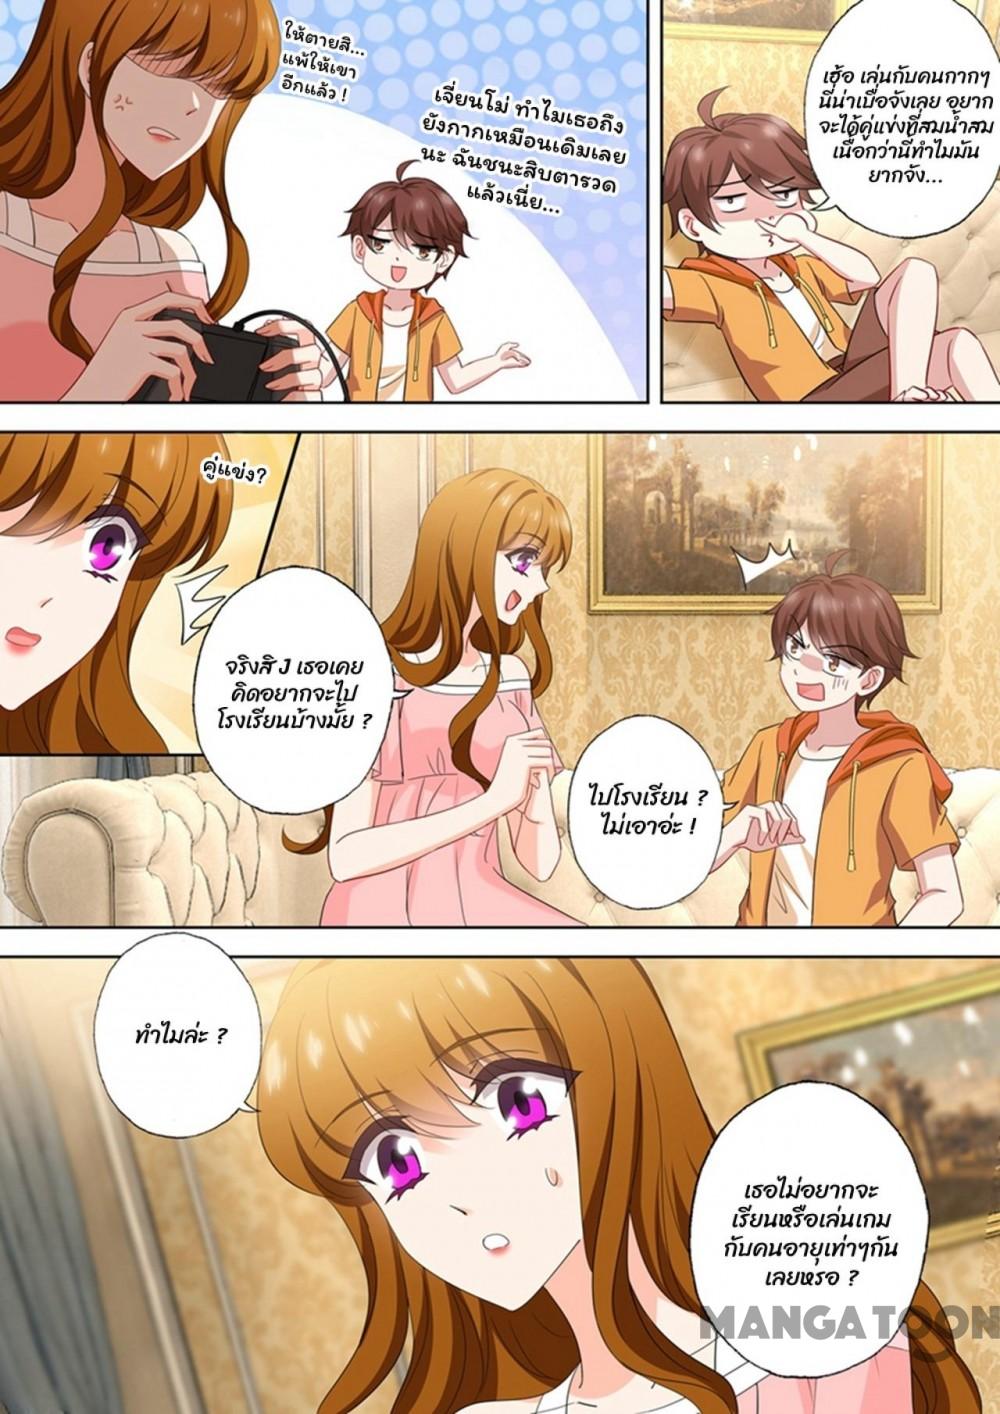 ให้ตายสิ...
แพ้ให้เขา
อีกแล้ว !
เจี่ยนโม่ ทำไมเธอถึง
ยังกากเหมือนเดิมเลย
นะ ฉันชนะสิบตารวด
แล้วเนี่ย...
เฮ้อ เล่นกับคนกากๆ
นี่น่าเบื่อจังเลย อยาก
จะได้คู่แข่งที่สมน้ำสม
เนื้อกว่านี้ทำไมมัน
ยากจัง...
คู่แข่ง?
จริงสิ J เธอเคย
คิดอยากจะไป
โรงเรียนบ้างมั้ย ?
ไปโรงเรียน ?
ไม่เอาอ่ะ !
ทำไมล่ะ ?
เธอไม่อยากจะ
เรียนหรือเล่นเกม
กับคนอายุเท่าๆกัน
เลยหรอ ?
MANGATOON